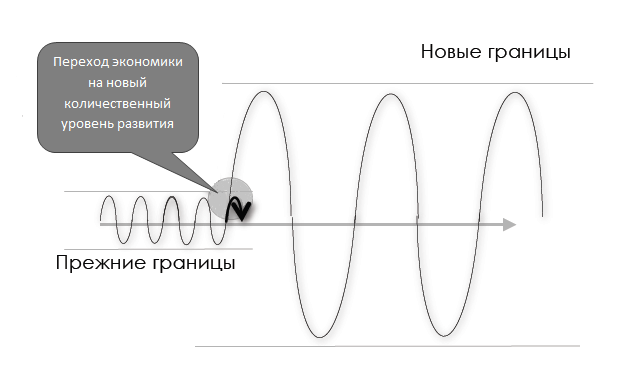 Новые границы
Переход экономики
на новый
количественный
уровень развития
Прежние границы